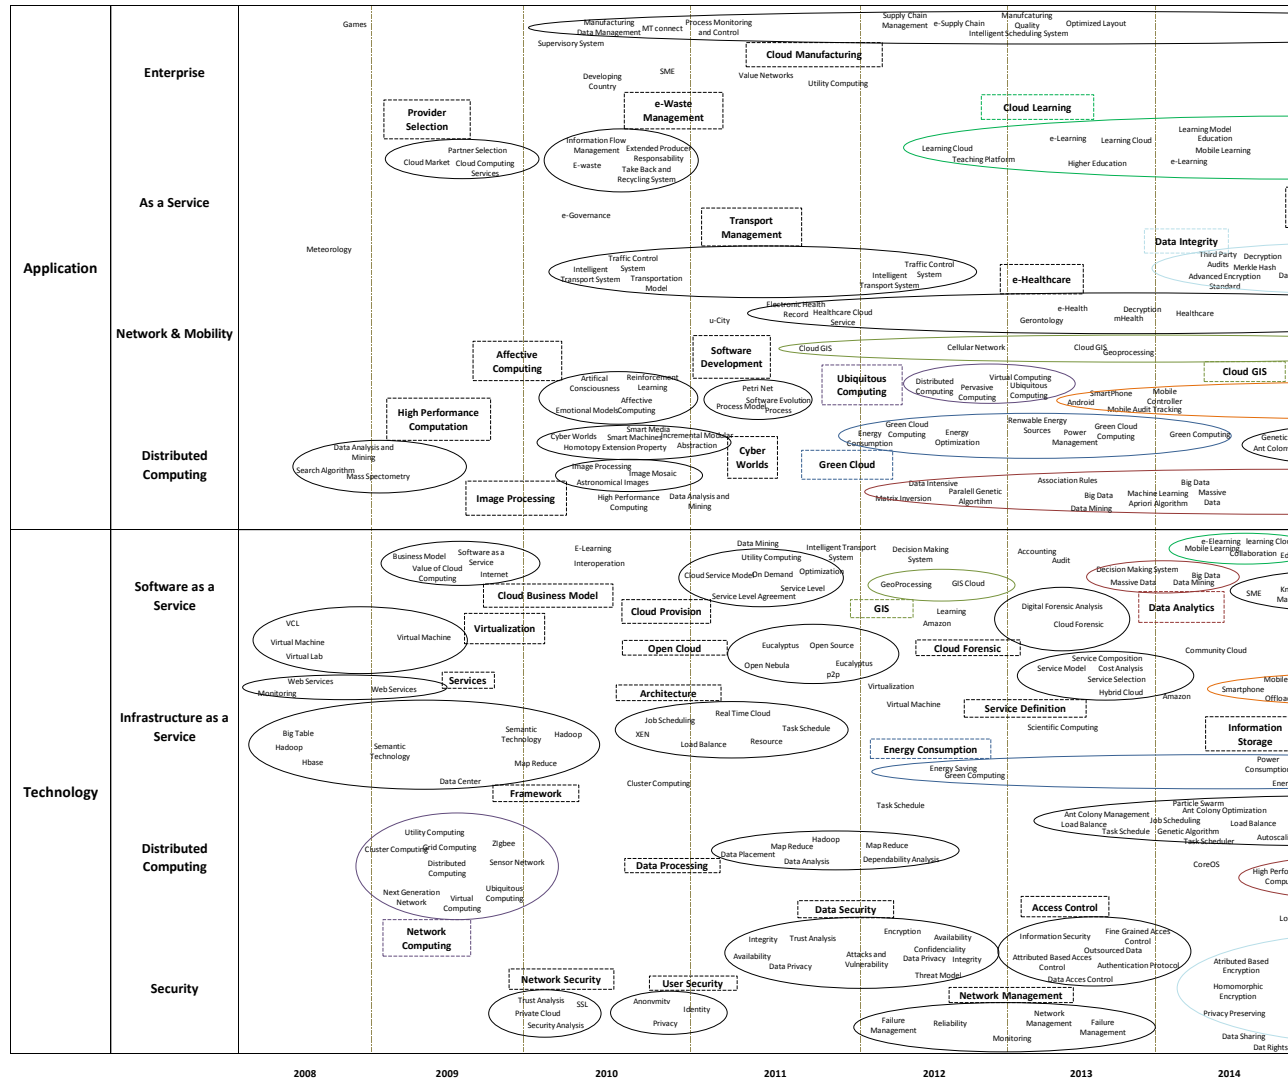 Games
Manufacturing
Data Management
MT connect
Process Monitoring
and Control
Supply Chain
Management
e-Supply Chain
Manufcaturing
Quality
Optimized Layout
Intelligent Scheduling System
Supervisory System
Cloud Manufacturing
Enterprise
Developing
Country
SME
Value Networks
Utility Computing
Provider
Selection
e-Waste
Management
Cloud Learning
Partner Selection
Cloud Market
Cloud Computing
Services
Information Flow
Management
Extended Producer
Responsability
E-waste
Take Back and
Recycling System
Learning Cloud
Teaching Platform
e-Learning
Learning Cloud
Higher Education
Learning Model
Education
Mobile Learning
e-Learning
As a Service
e-Governance
Transport
Management
Meteorology
Data Integrity
Application
Traffic Control
System
Intelligent
Transport System
Transportation
Model
Traffic Control
System
Intelligent
Transport System
e-Healthcare
Third Party
Audits
Decryption
Merkle Hash
Advanced Encryption
Standard
Da
Network & Mobility
u-City
Electronic Health
Record
Healthcare Cloud
Service
e-Health
Gerontology
Decryption
mHealth
Healthcare
Affective
Computing
Software
Development
Cloud GIS
Cellular Network
Cloud GIS
Geoprocessing
Cloud GIS
Ubiquitous
Computing
Artifical
Consciousness
Reinforcement
Learning
Affective
Computing
Emotional Models
Petri Net
Software Evolution
Process
Process Model
Distributed
Computing
Virtual Computing
Pervasive
Computing
Ubiquitous
Computing
SmartPhone
Android
Mobile
Controller
Mobile Audit Tracking
High Performance
Computation
Distributed
Computing
Data Analysis and
Mining
Search Algorithm
Mass Spectometry
Cyber Worlds
Smart Media
Smart Machines
Incremental Modular
Abstraction
Homotopy Extension Property
Cyber
Worlds
Green Cloud
Energy
Consumption
Green Cloud
Computing
Energy
Optimization
Renwable Energy
Sources
Power
Management
Green Cloud
Computing
Green Computing
Genetic
Ant Colon
Image Processing
Image Processing
Image Mosaic
Astronomical Images
High Performance
Computing
Data Analysis and
Mining
Data Intensive
Matrix Inversion
Paralell Genetic
Algortihm
Association Rules
Big Data
Data Mining
Machine Learning
Apriori Algorithm
Big Data
Massive
Data
Technology
Software as a
Service
Business Model
Software as a
Service
Value of Cloud
Computing
Internet
E-Learning
Interoperation
Cloud Business Model
Data Mining
Utility Computing
Cloud Service Model
On Demand
Optimization
Service Level
Service Level Agreement
Cloud Provision
Intelligent Transport
System
Decision Making
System
GeoProcessing
GIS Cloud
GIS
Learning
Amazon
Accounting
Audit
Digital Forensic Analysis
Cloud Forensic
Cloud Forensic
Decision Making System
Massive Data
Big Data
Data Mining
Data Analytics
e-Elearning
learning Clou
Mobile Learning
Collaboration
Ed
SME
Kn
Ma
VCL
Virtual Machine
Virtual Lab
Virtual Machine
Virtualization
Open Cloud
Eucalyptus
Open Source
Open Nebula
Eucalyptus
p2p
Community Cloud
Service Composition
Service Model
Cost Analysis
Service Selection
Hybrid Cloud
Amazon
Mobile
Smartphone
Offload
Web Services
Monitoring
Web Services
Services
Architecture
Virtualization
Virtual Machine
Service Definition
Infrastructure as a
Service
Scientific Computing
Information
Storage
Big Table
Hadoop
Hbase
Semantic
Technology
Semantic
Technology
Hadoop
Map Reduce
Data Center
Framework
Job Scheduling
XEN
Real Time Cloud
Load Balance
Resource
Task Schedule
Energy Consumption
Energy Saving
Green Computing
Power
Consumption
Ener
Cluster Computing
Task Schedule
Particle Swarm
Ant Colony Management
Ant Colony Optimization
Load Balance
Job Scheduling
Load Balance
Task Schedule
Genetic Algorithm
Task Scheduler
Autoscali
Distributed
Computing
Utility Computing
Cluster Computing
Grid Computing
Zigbee
Distributed
Computing
Sensor Network
Next Generation
Network
Virtual
Computing
Ubiquitous
Computing
Network
Computing
Data Processing
Hadoop
Map Reduce
Map Reduce
Data Placement
Data Analysis
Dependability Analysis
CoreOS
High Perfo
Compu
Data Security
Access Control
Lo
Integrity
Trust Analysis
Encryption
Availability
Availability
Data Privacy
Attacks and
Vulnerability
Confidenciality
Data Privacy
Integrity
Threat Model
Information Security
Fine Grained Acces
Control
Outsourced Data
Attributed Based Acces
Control
Authentication Protocol
Data Acces Control
Security
Network Security
Trust Analysis
SSL
Private Cloud
Security Analysis
User Security
Anonymity
Identity
Privacy
Network Management
Failure
Management
Reliability
Monitoring
Network
Management
Failure
Management
Atributed Based
Encryption
Homomorphic
Encryption
Privacy Preserving
Data Sharing
Dat Rights
2008
2009
2010
2011
2012
2013
2014